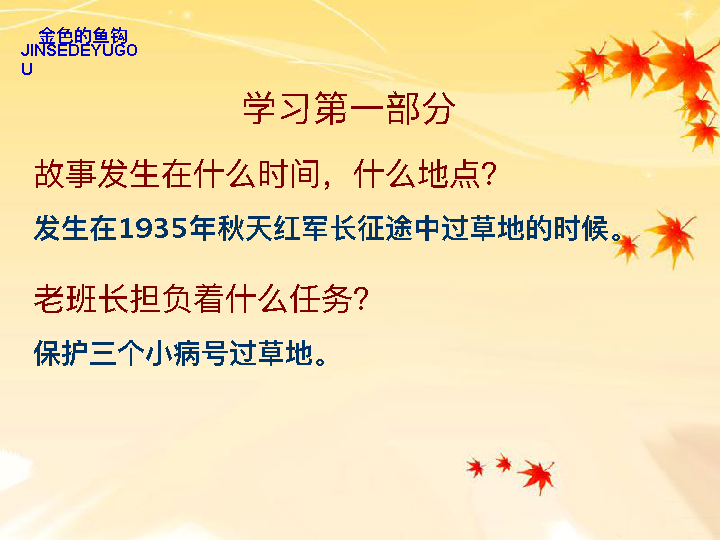 金色的鱼钩
JINSEDEYUGO
U
学习第一部分
故事发生在什么时间，什么地点？
发生在1935年秋天红军长征途中过草地的时候。
老班长担负着什么任务？
保护三个小病号过草地。